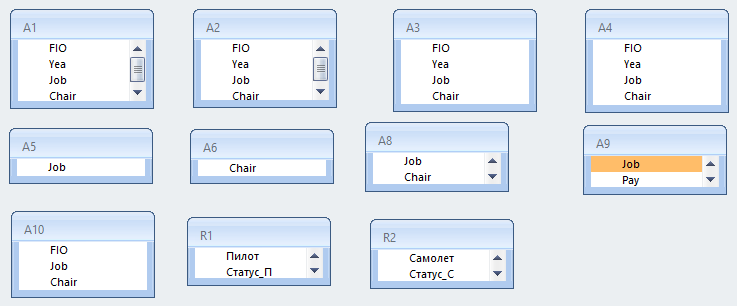 A1
FIO
Yea
Job
Chair
A2
FIO
Yea
Job
Chair
A3
FIO
Yea
Job
Chair
A4
FIO
Yea
Job
Chair
A5
Job
A6
Chair
A8
Job
Chair
A9
Job
Pay
A10
FIO
Job
Chair
R1
Пилот
Статус_П
R2
Самолет
Статус_С